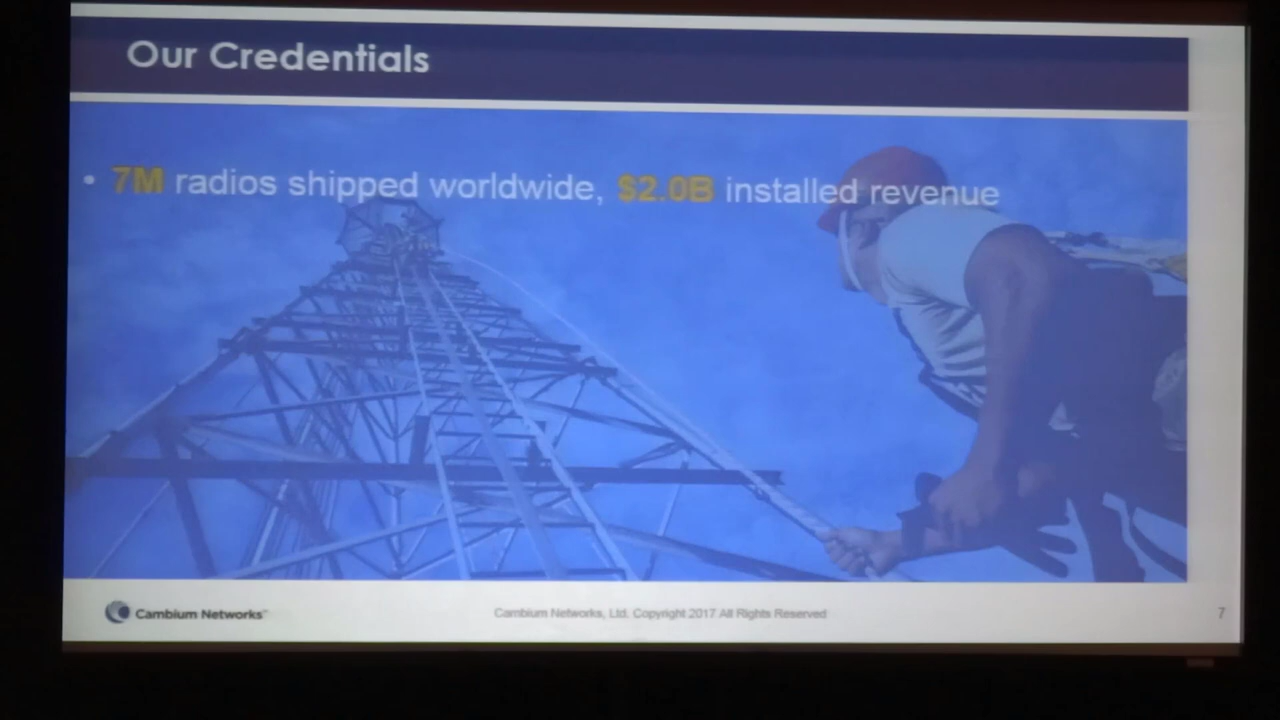 Our Credentials
• 7M radios shipped worldwide, $2.0B installed revenue
Cambium Networks™
Cambium Networks, Ltd. Copyright 2017 All Rights Reserved
7